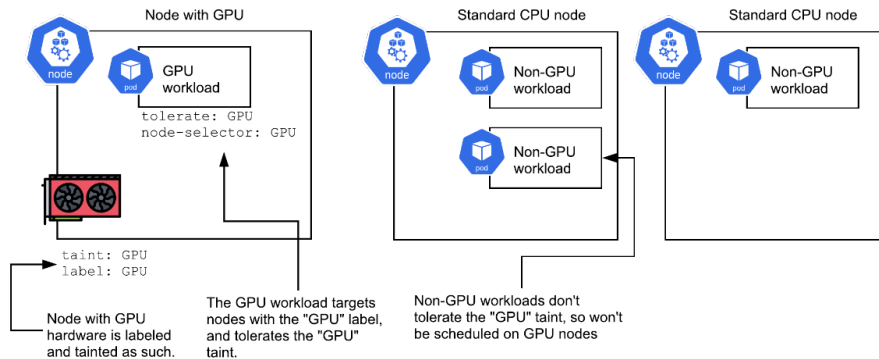 Node with GPU
Standard CPU node
Standard CPU node
node
pod
GPU
workload
tolerate: GPU
node-selector: GPU
taint: GPU
label: GPU
node
pod
Non-GPU
workload
pod
Non-GPU
workload
node
pod
Non-GPU
workload
Node with GPU
hardware is labeled
and tainted as such.
The GPU workload targets
nodes with the "GPU" label,
and tolerates the "GPU"
taint.
Non-GPU workloads don't
tolerate the "GPU" taint, so won't
be scheduled on GPU nodes